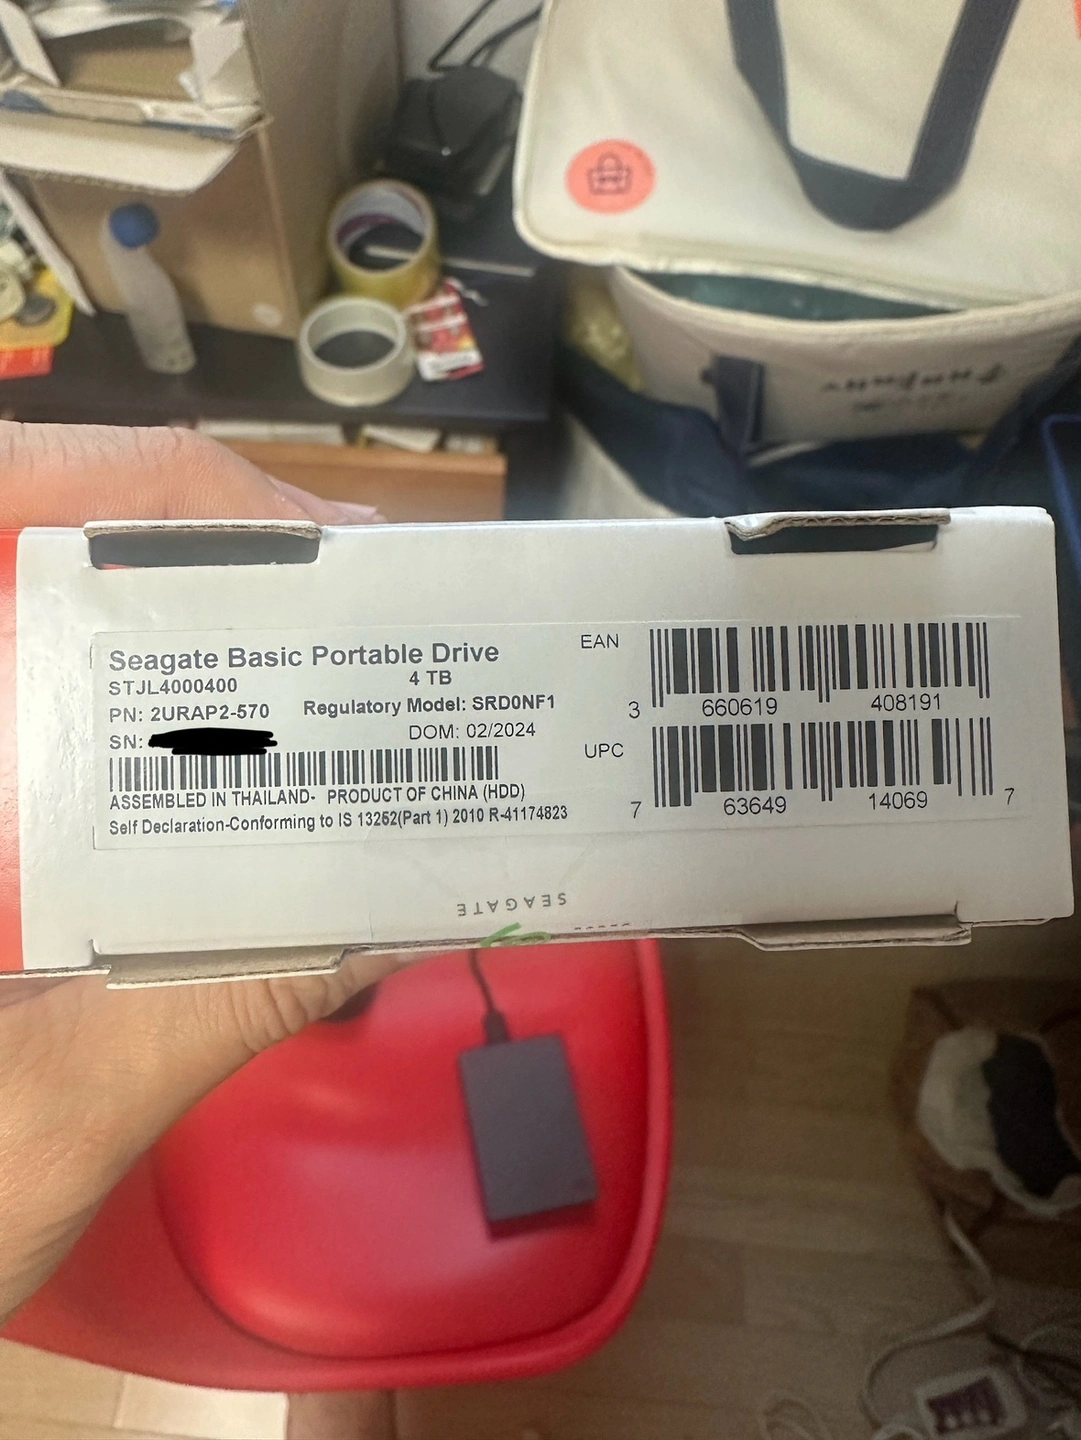 Seagate Basic Portable Drive
STJL4000400 4 TB
PN: 2URAP2-570 Regulatory Model: SRD0NF1
SN: DOM: 02/2024
ASSEMBLED IN THAILAND- PRODUCT OF CHINA (HDD)
Self Declaration-Conforming to IS 13252(Part 1) 2010 R-41174823
EAN
3 660619 408191
UPC
7 63649 14069 7
SEAGATE